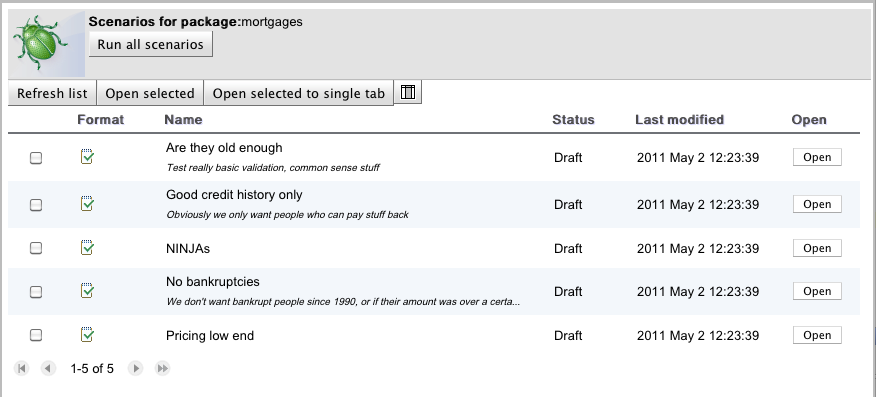 Scenarios for package:mortgages
Run all scenarios
Refresh list Open selected Open selected to single tab
Format Name Status Last modified Open
Are they old enough Draft 2011 May 2 12:23:39 Open
Test really basic validation, common sense stuff
Good credit history only Draft 2011 May 2 12:23:39 Open
Obviously we only want people who can pay stuff back
NINJAs Draft 2011 May 2 12:23:39 Open
No bankruptcies Draft 2011 May 2 12:23:39 Open
We don't want bankrupt people since 1990, or if their amount was over a certa...
Pricing low end Draft 2011 May 2 12:23:39 Open
1-5 of 5